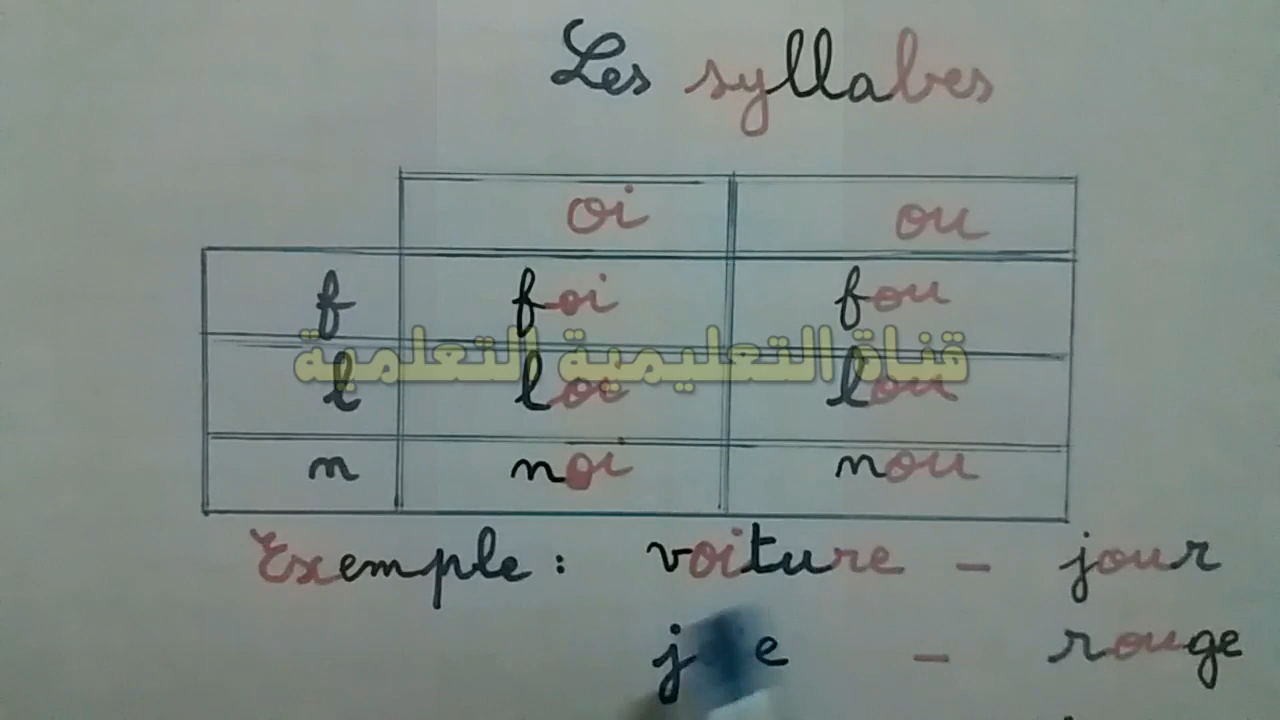 Les syllabes
oi ou
f foi fou
قناة التعليمية التعلمية
l loi lou
n noi nou
Exemple : voiture - jour
- rouge